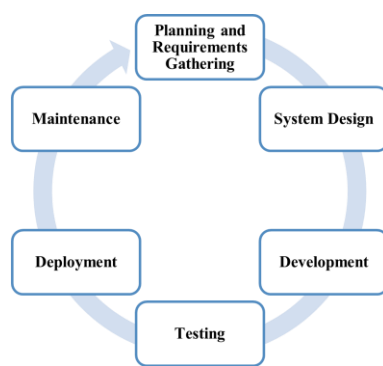 Planning and
Requirements
Gathering
System Design
Development
Testing
Deployment
Maintenance